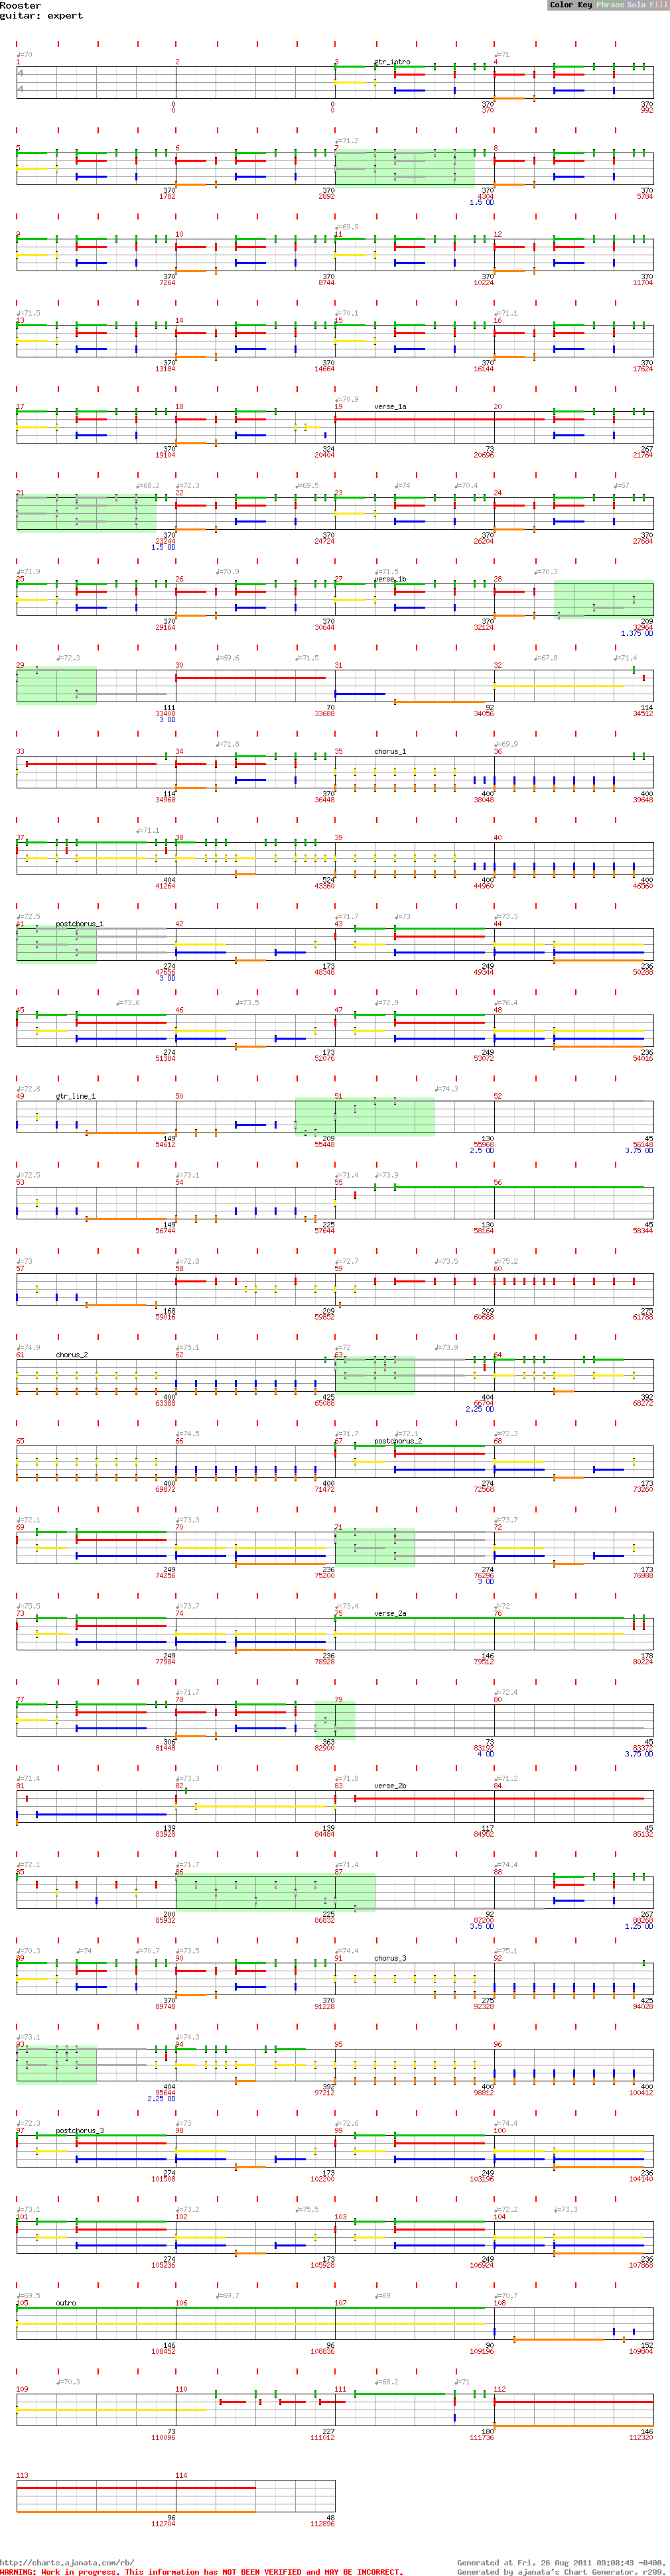 Rooster
guitar: expert
Color Key Phrase Solo Fill
♩=70 ♩=71
1 2 3 gtr_intro 4
4
4
0 0 370 370
0 0 370 992
♩=71.2
5 6 7 8
370 370 370 370
1782 2892 4304 5784
1.5 OD
♩=69.9
9 10 11 12
370 370 370 370
7264 8744 10224 11704
♩=71.5 ♩=70.1 ♩=71.1
13 14 15 16
370 370 370 370
13184 14664 16144 17624
♩=70.9
17 18 19 verse_1a 20
370 324 73 267
19104 20404 20696 21764
♩=68.2 ♩=72.3 ♩=69.5 ♩=74 ♩=70.4 ♩=67
21 22 23 24
370 370 370 370
23244 24724 26204 27684
1.5 OD
♩=71.9 ♩=70.9 ♩=71.5 ♩=70.3
25 26 27 verse_1b 28
370 370 370 209
29164 30644 32124 32964
1.375 OD
♩=72.3 ♩=69.6 ♩=71.5 ♩=67.8 ♩=71.4
29 30 31 32
111 70 92 114
33408 33688 34056 34512
3 OD
♩=71.8 ♩=69.9
33 34 35 chorus_1 36
114 370 400 400
34968 36448 38048 39648
♩=71.1
37 38 39 40
404 524 400 400
41264 43360 44960 46560
♩=72.5 ♩=71.7 ♩=73 ♩=73.3
41 postchorus_1 42 43 44
274 173 249 236
47656 48348 49344 50288
3 OD
♩=73.6 ♩=73.5 ♩=72.9 ♩=76.4
45 46 47 48
274 173 249 236
51384 52076 53072 54016
♩=72.8 ♩=74.3
49 gtr_line_1 50 51 52
149 209 130 45
54612 55448 55968 56148
2.5 OD 3.75 OD
♩=72.5 ♩=73.1 ♩=71.4 ♩=73.9
53 54 55 56
149 225 130 45
56744 57644 58164 58344
♩=73 ♩=72.8 ♩=72.7 ♩=73.5 ♩=75.2
57 58 59 60
168 209 209 275
59016 59852 60688 61788
♩=74.9 ♩=75.1 ♩=72 ♩=73.9
61 chorus_2 62 63 64
400 425 404 392
63388 65088 66704 68272
2.25 OD
♩=74.5 ♩=71.7 ♩=72.1 ♩=72.3
65 66 67 postchorus_2 68
400 400 274 173
69872 71472 72568 73260
♩=72.1 ♩=73.3 ♩=73.7
69 70 71 72
249 236 274 173
74256 75200 76296 76988
3 OD
♩=75.5 ♩=73.7 ♩=73.4 ♩=72
73 74 75 verse_2a 76
249 236 146 178
77984 78928 79512 80224
♩=71.7 ♩=72.4
77 78 79 80
306 363 73 45
81448 82900 83192 83372
4 OD 3.75 OD
♩=71.4 ♩=73.3 ♩=71.8 ♩=71.2
81 82 83 verse_2b 84
139 139 117 45
83928 84484 84952 85132
♩=72.1 ♩=71.7 ♩=71.4 ♩=74.4
85 86 87 88
200 225 92 267
85932 86832 87200 88268
3.5 OD 1.25 OD
♩=70.3 ♩=74 ♩=70.7 ♩=73.5 ♩=74.4 ♩=75.1
89 90 91 chorus_3 92
370 370 275 425
89748 91228 92328 94028
♩=73.1 ♩=74.3
93 94 95 96
404 392 400 400
95644 97212 98812 100412
2.25 OD
♩=72.3 ♩=73 ♩=72.6 ♩=74.4
97 postchorus_3 98 99 100
274 173 249 236
101508 102200 103196 104140
♩=73.1 ♩=73.2 ♩=75.5 ♩=72.2 ♩=73.3
101 102 103 104
274 173 249 236
105236 105928 106924 107868
♩=69.5 ♩=69.7 ♩=69 ♩=70.7
105 outro 106 107 108
146 96 90 152
108452 108836 109196 109804
♩=70.3 ♩=68.2 ♩=71
109 110 111 112
73 227 180 146
110096 111012 111736 112320
113 114
96 48
112704 112896
http://charts.ajanata.com/rb/ Generated at Fri, 26 Aug 2011 09:08:43 -0400.
WARNING: Work in progress. This information has NOT BEEN VERIFIED and MAY BE INCORRECT. Generated by ajanata's Chart Generator, r299.